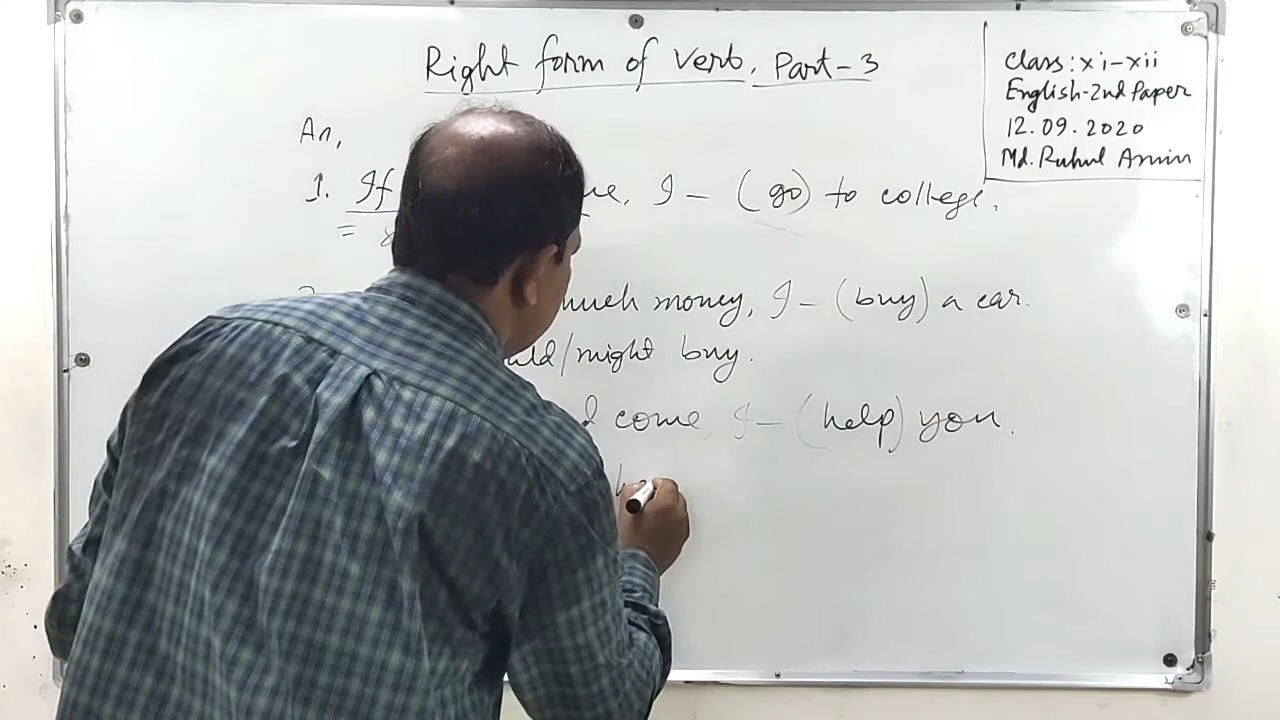 Right form of Verb. Part-3
Class: xi-xii
English-2nd Paper
12.09.2020
Md. Ruhul Amin
An,
1. If I - (go) to college.
=
much money, I - (buy) a car.
/might buy.
come, I - (help) you.